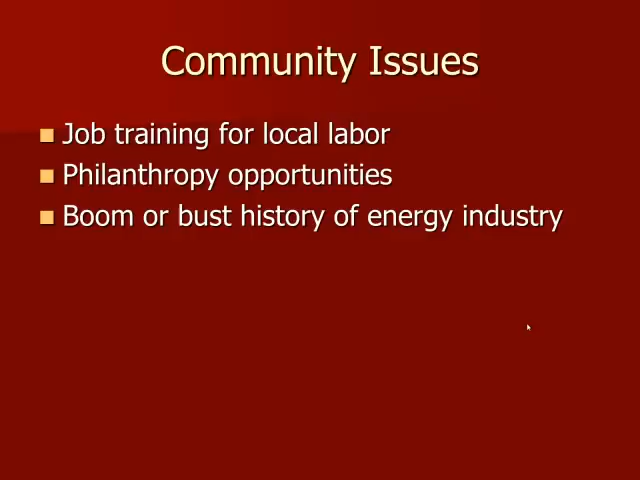 Community Issues
Job training for local labor
Philanthropy opportunities
Boom or bust history of energy industry